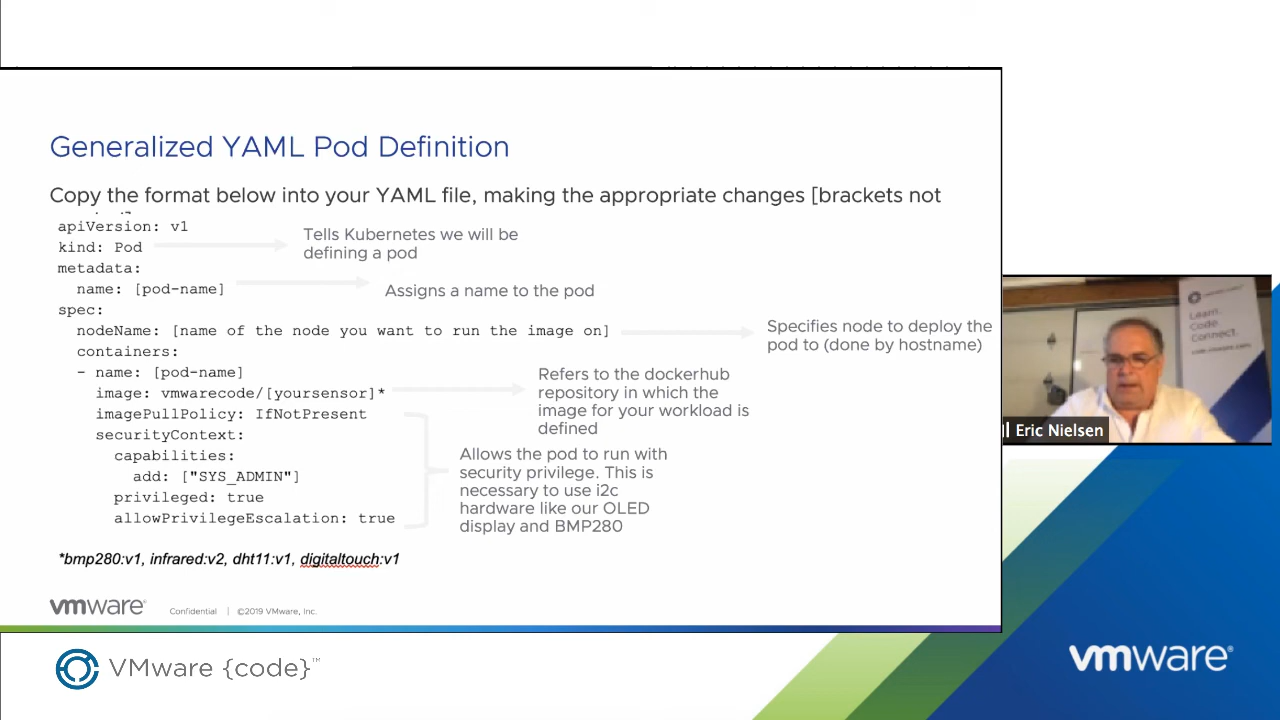 Generalized YAML Pod Definition
Copy the format below into your YAML file, making the appropriate changes [brackets not
apiVersion: v1
kind: Pod
Tells Kubernetes we will be
defining a pod
metadata:
name: [pod-name]
Assigns a name to the pod
spec:
nodeName: [name of the node you want to run the image on]
Specifies node to deploy the
pod to (done by hostname)
containers:
- name: [pod-name]
image: vmwarecode/[yoursensor]*
Refers to the dockerhub
repository in which the
image for your workload is
defined
imagePullPolicy: IfNotPresent
securityContext:
capabilities:
add: ["SYS_ADMIN"]
privileged: true
allowPrivilegeEscalation: true
Allows the pod to run with
security privilege. This is
necessary to use i2c
hardware like our OLED
display and BMP280
*bmp280:v1, infrared:v2, dht11:v1, digitaltouch:v1
vmware®
Confidential | ©2019 VMware, Inc.
Learn.
Code.
Connect.
Eric Nielsen
VMware {code}™
vmware®